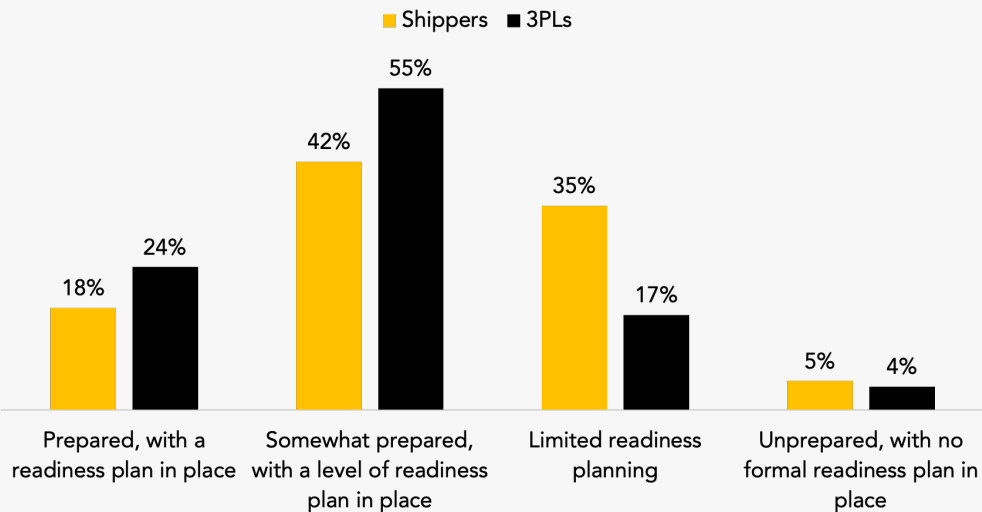 Shippers 3PLs
55%
42%
35%
24%
18%
17%
5%
4%
Prepared, with a
readiness plan in place
Somewhat prepared,
with a level of readiness
plan in place
Limited readiness
planning
Unprepared, with no
formal readiness plan in
place